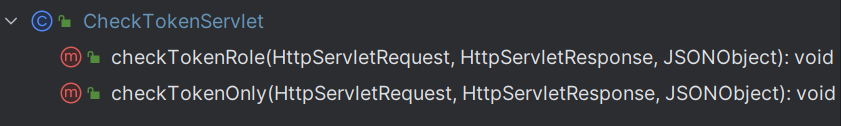 CheckTokenServlet
checkTokenRole(HttpServletRequest, HttpServletResponse, JSONObject): void
checkTokenOnly(HttpServletRequest, HttpServletResponse, JSONObject): void